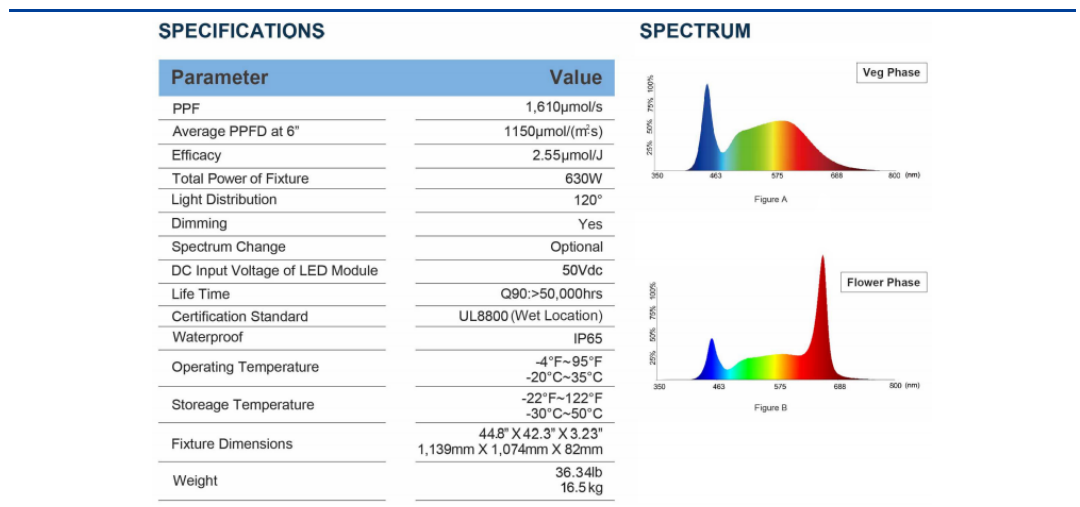 SPECIFICATIONS
Parameter Value
PPF 1,610μmol/s
Average PPFD at 6" 1150μmol/(m²s)
Efficacy 2.55μmol/J
Total Power of Fixture 630W
Light Distribution 120°
Dimming Yes
Spectrum Change Optional
DC Input Voltage of LED Module 50Vdc
Life Time Q90:>50,000hrs
Certification Standard UL8800 (Wet Location)
Waterproof IP65
Operating Temperature -4°F~95°F
-20°C~35°C
Storeage Temperature -22°F~122°F
-30°C~50°C
Fixture Dimensions 44.8" X 42.3" X 3.23"
1,139mm X 1,074mm X 82mm
Weight 36.34lb
16.5 kg
SPECTRUM
Veg Phase
100%
75%
50%
25%
350 463 575 688 800 (nm)
Figure A
Flower Phase
100%
75%
50%
25%
350 463 575 688 800 (nm)
Figure B